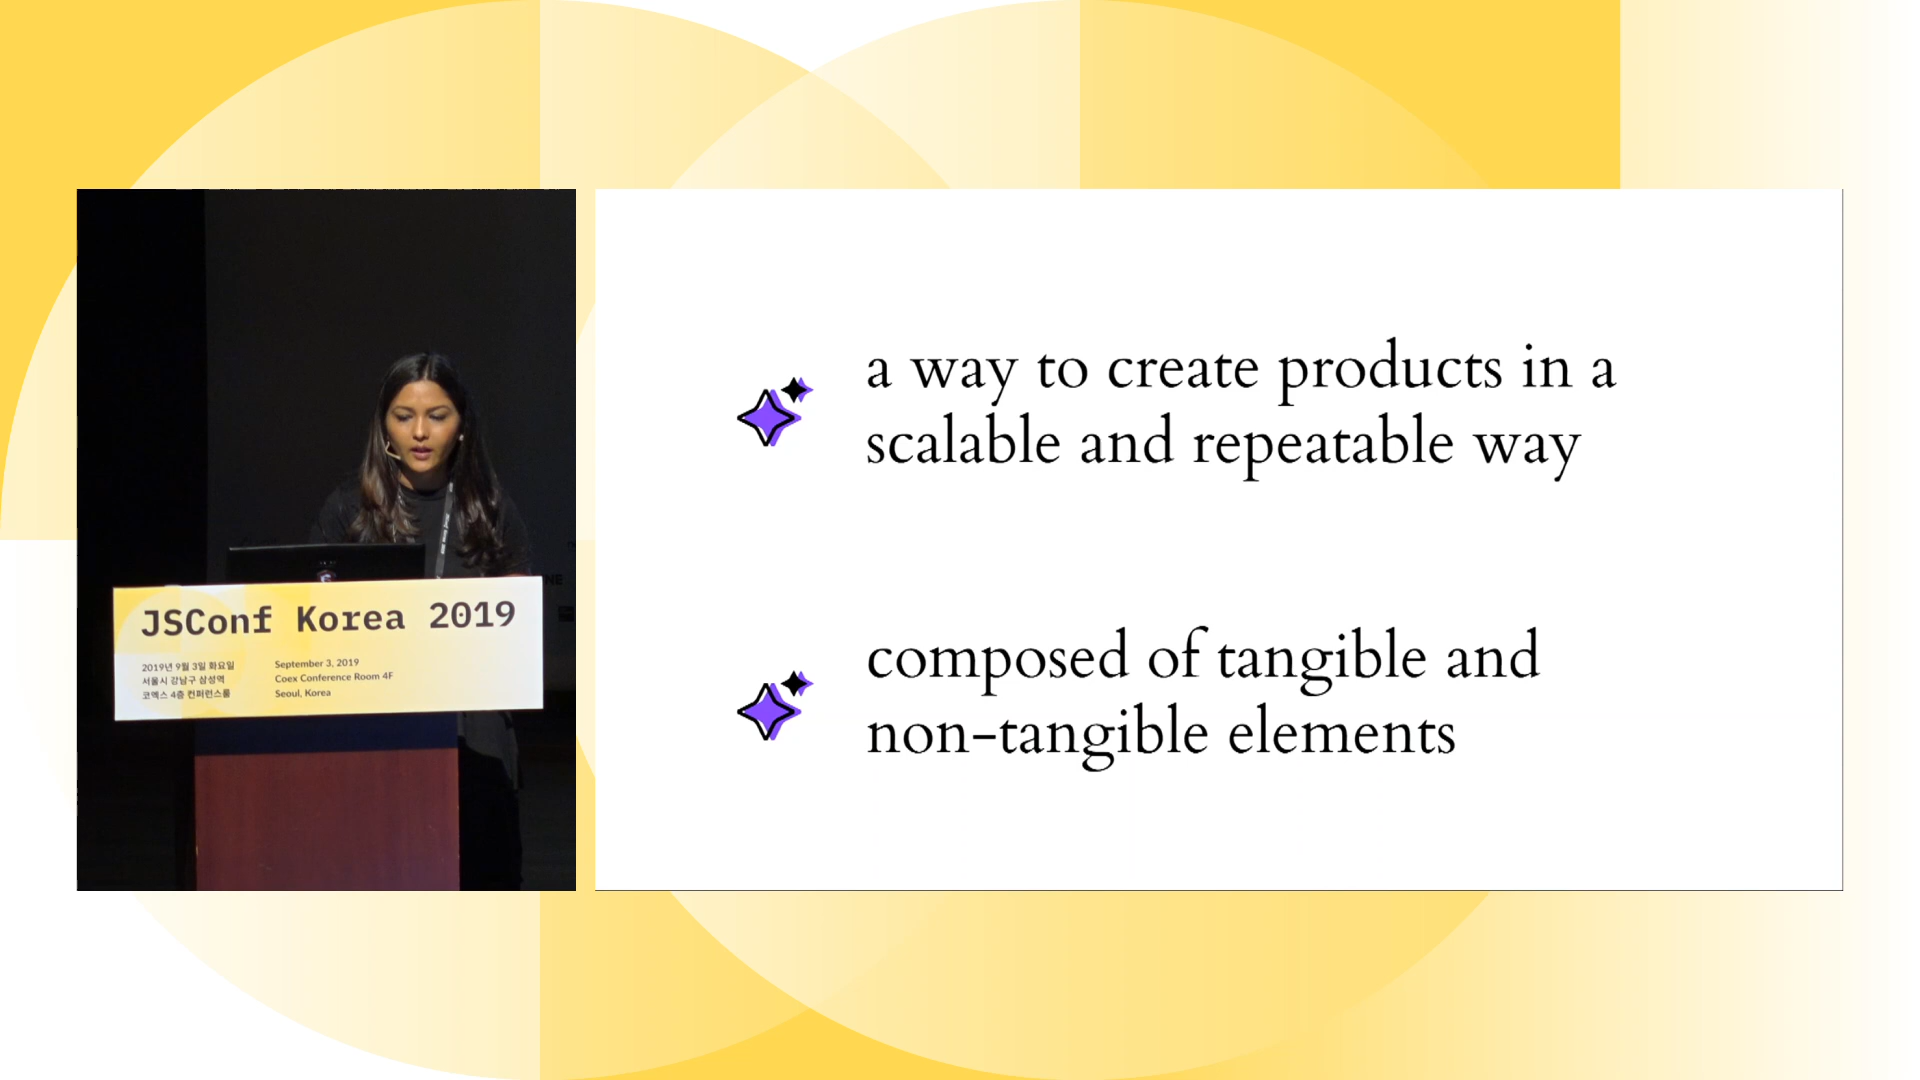 JSConf Korea 2019
2019년 9월 3일 화요일
서울시 강남구 삼성역
코엑스 4층 컨퍼런스룸
September 3, 2019
Coex Conference Room 4F
Seoul, Korea
a way to create products in a
scalable and repeatable way
composed of tangible and
non-tangible elements